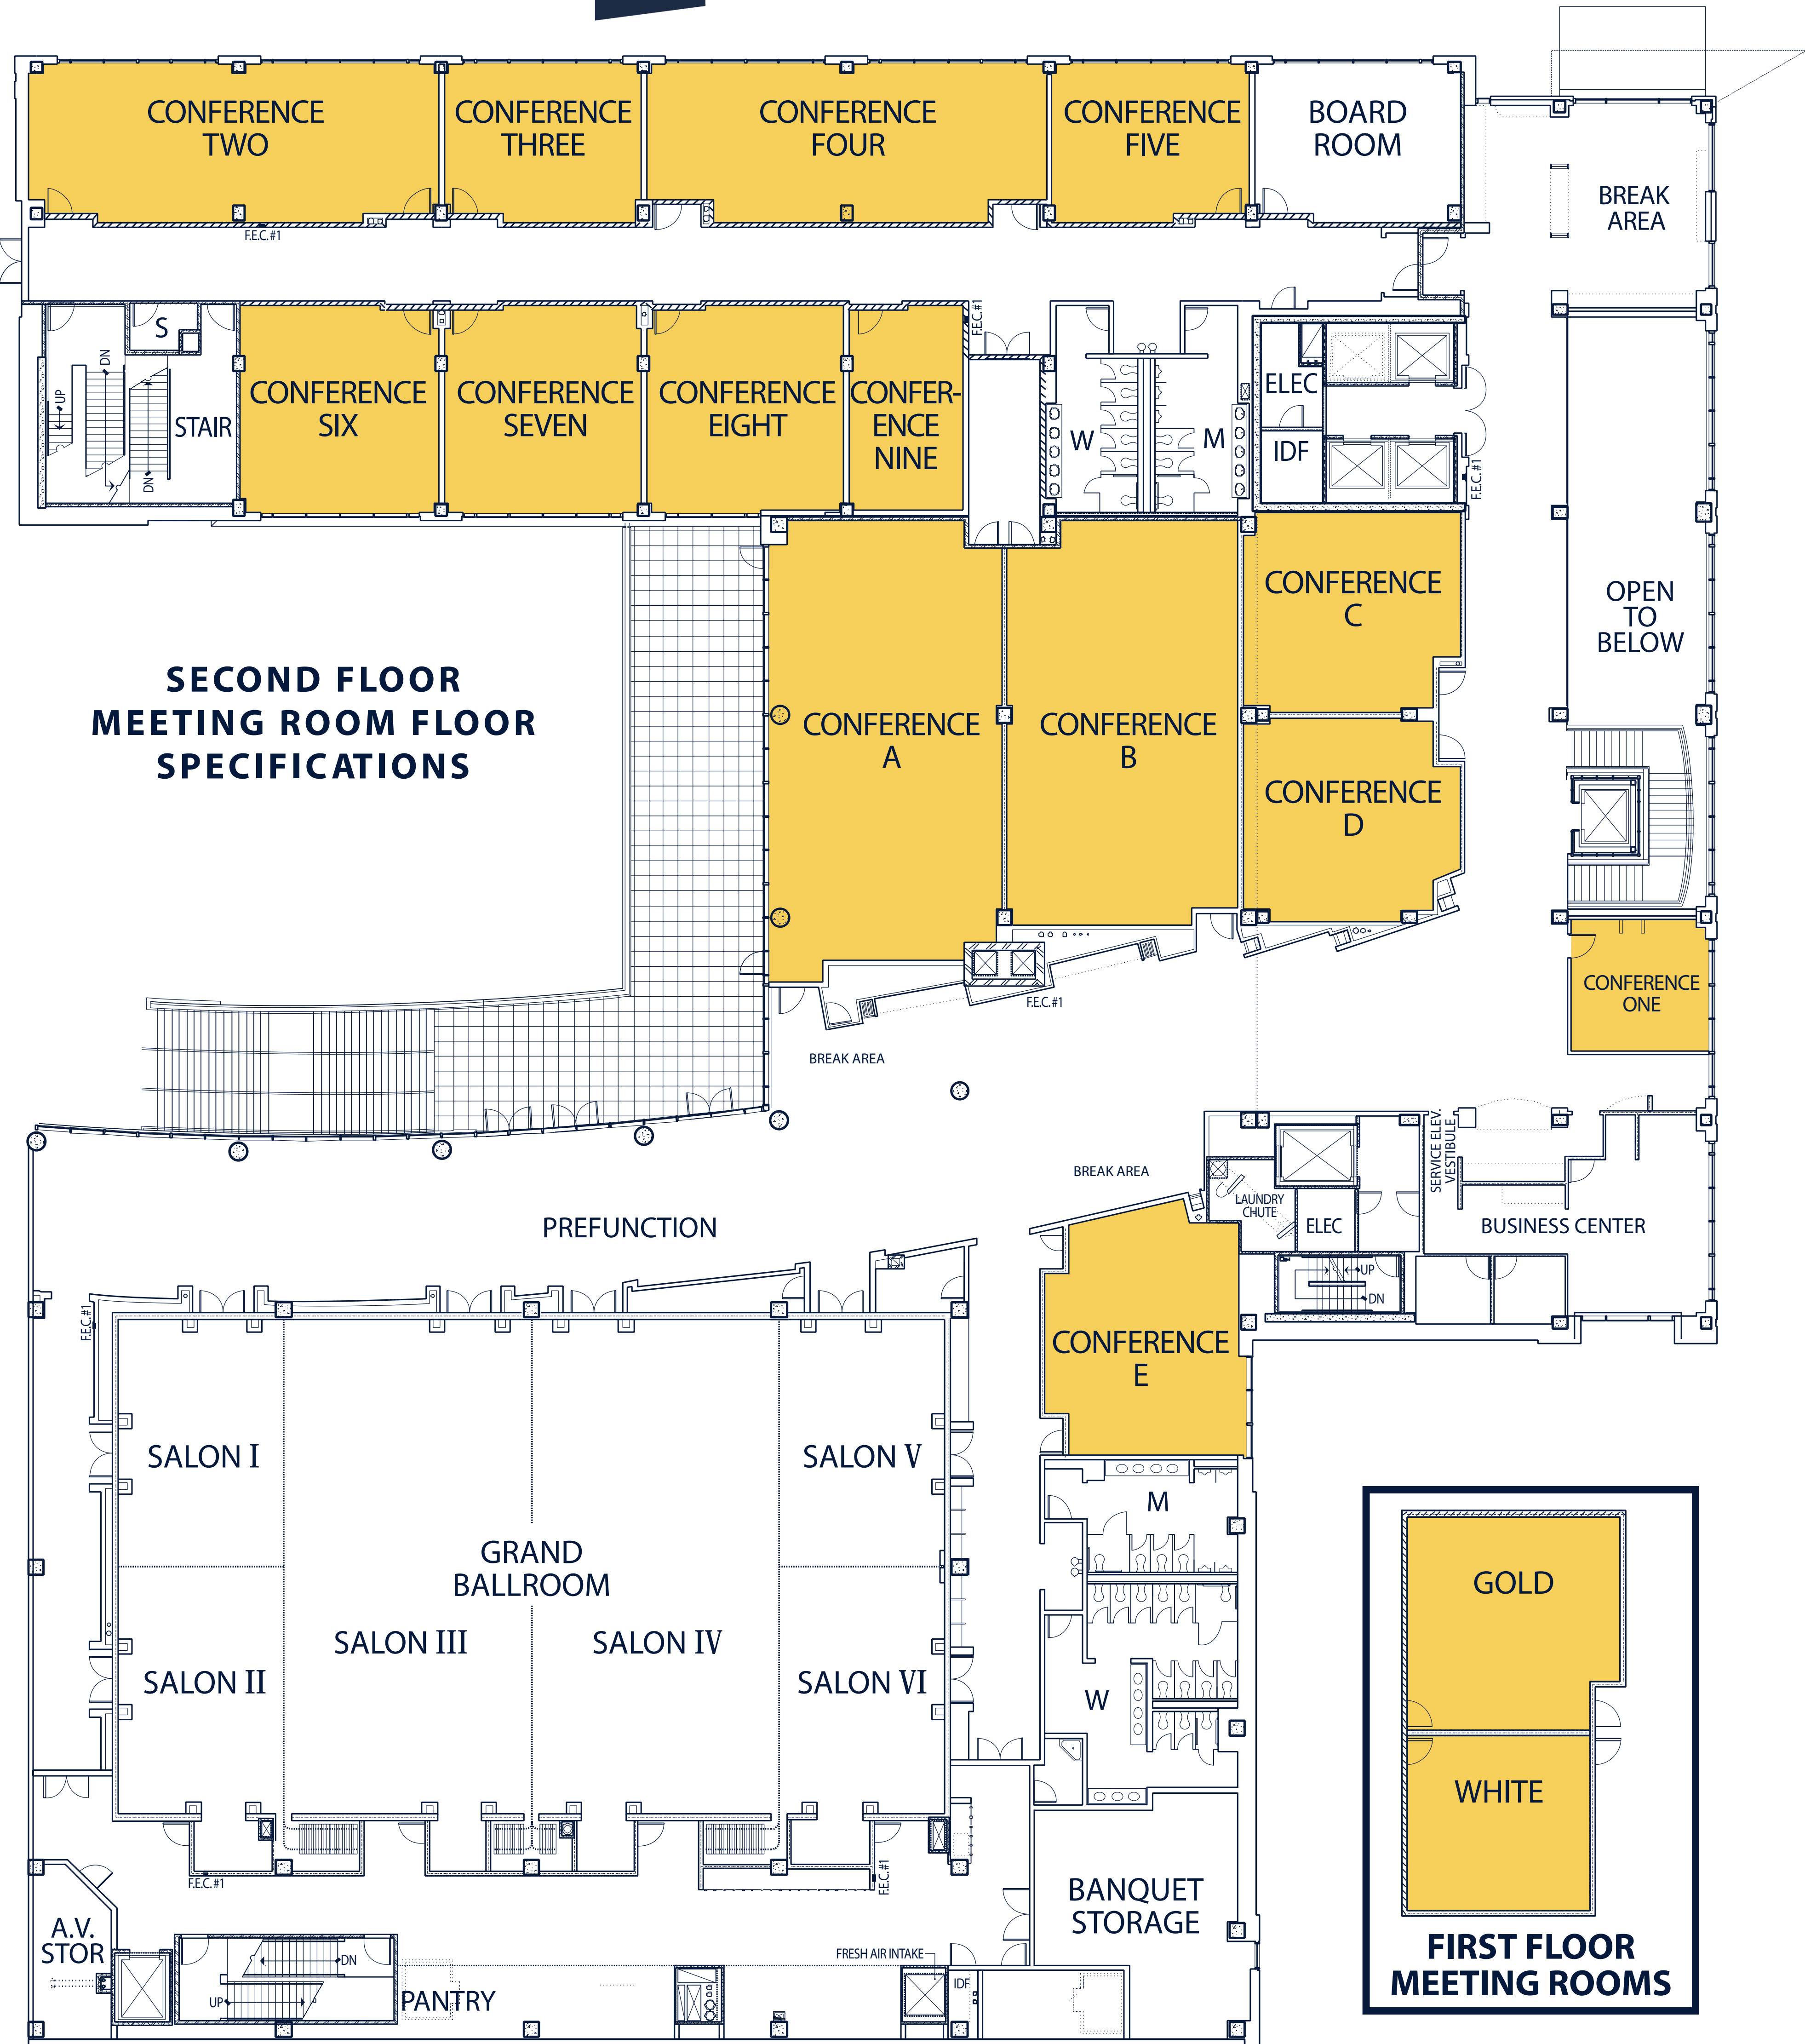 CONFERENCE
TWO
CONFERENCE
THREE
CONFERENCE
FOUR
CONFERENCE
FIVE
BOARD
ROOM
BREAK
AREA
F.E.C.#1
S
DN
UP
DN
STAIR
CONFERENCE
SIX
CONFERENCE
SEVEN
CONFERENCE
EIGHT
CONFER-
ENCE
NINE
F.E.C.#1
W
M
ELEC
IDF
F.E.C.#1
SECOND FLOOR
MEETING ROOM FLOOR
SPECIFICATIONS
CONFERENCE
A
CONFERENCE
B
CONFERENCE
C
CONFERENCE
D
OPEN
TO
BELOW
CONFERENCE
ONE
F.E.C.#1
BREAK AREA
BREAK AREA
PREFUNCTION
SERVICE ELEV.
VESTIBULE
LAUNDRY
CHUTE
ELEC
BUSINESS CENTER
UP
DN
F.E.C.#1
CONFERENCE
E
SALON I
SALON V
GRAND
BALLROOM
SALON III
SALON IV
SALON II
SALON VI
M
W
F.E.C.#1
F.E.C.#1
A.V.
STOR
DN
UP
PANTRY
FRESH AIR INTAKE
IDF
BANQUET
STORAGE
GOLD
WHITE
FIRST FLOOR
MEETING ROOMS